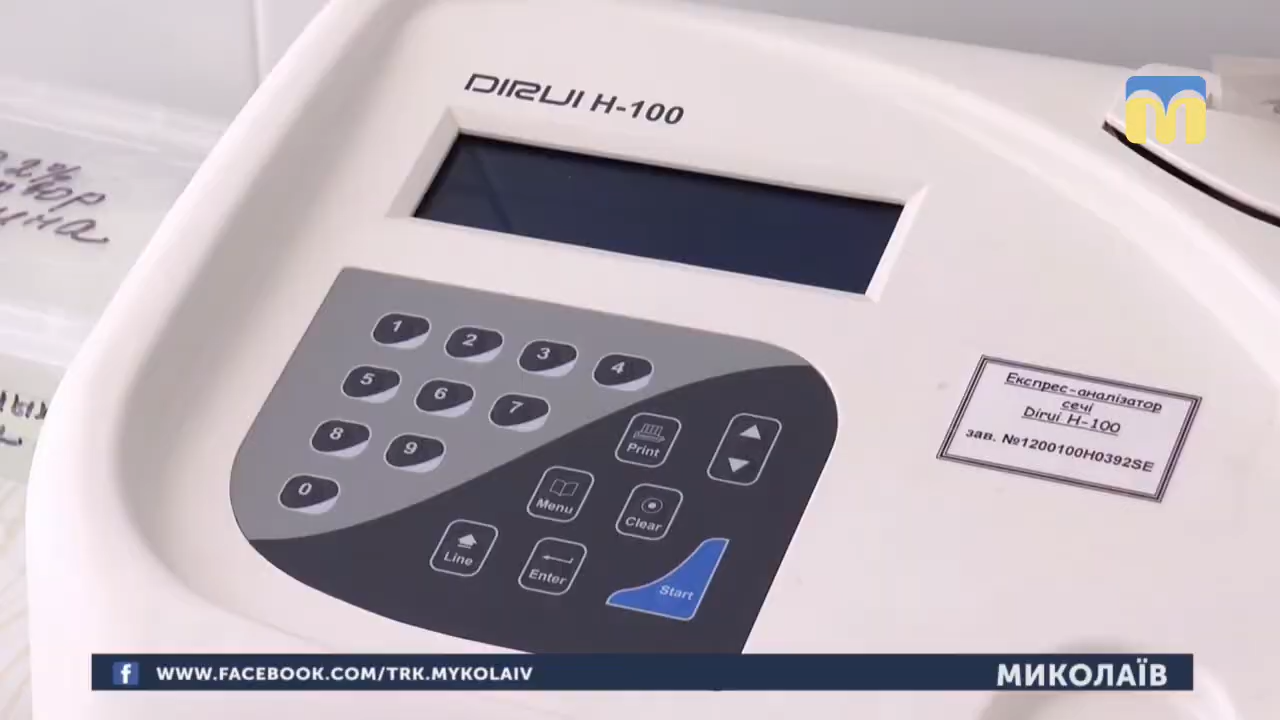 DIRUI H-100
1
2
3
4
5
6
7
8
9
0
Print
Menu
Clear
Line
Enter
Start
Експрес-аналізатор
сечі
Dirui H-100
зав. №1200100H0392SE
WWW.FACEBOOK.COM/TRK.MYKOLAIV
МИКОЛАЇВ